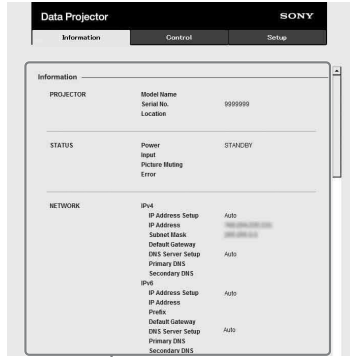 Data Projector
SONY
Information Control Setup
Information
PROJECTOR Model Name
Serial No. 9999999
Location
STATUS Power STANDBY
Input
Picture Muting
Error
NETWORK IPv4
IP Address Setup Auto
IP Address
Subnet Mask
Default Gateway
DNS Server Setup Auto
Primary DNS
Secondary DNS
IPv6
IP Address Setup Auto
IP Address
Prefix
Default Gateway
DNS Server Setup Auto
Primary DNS
Secondary DNS